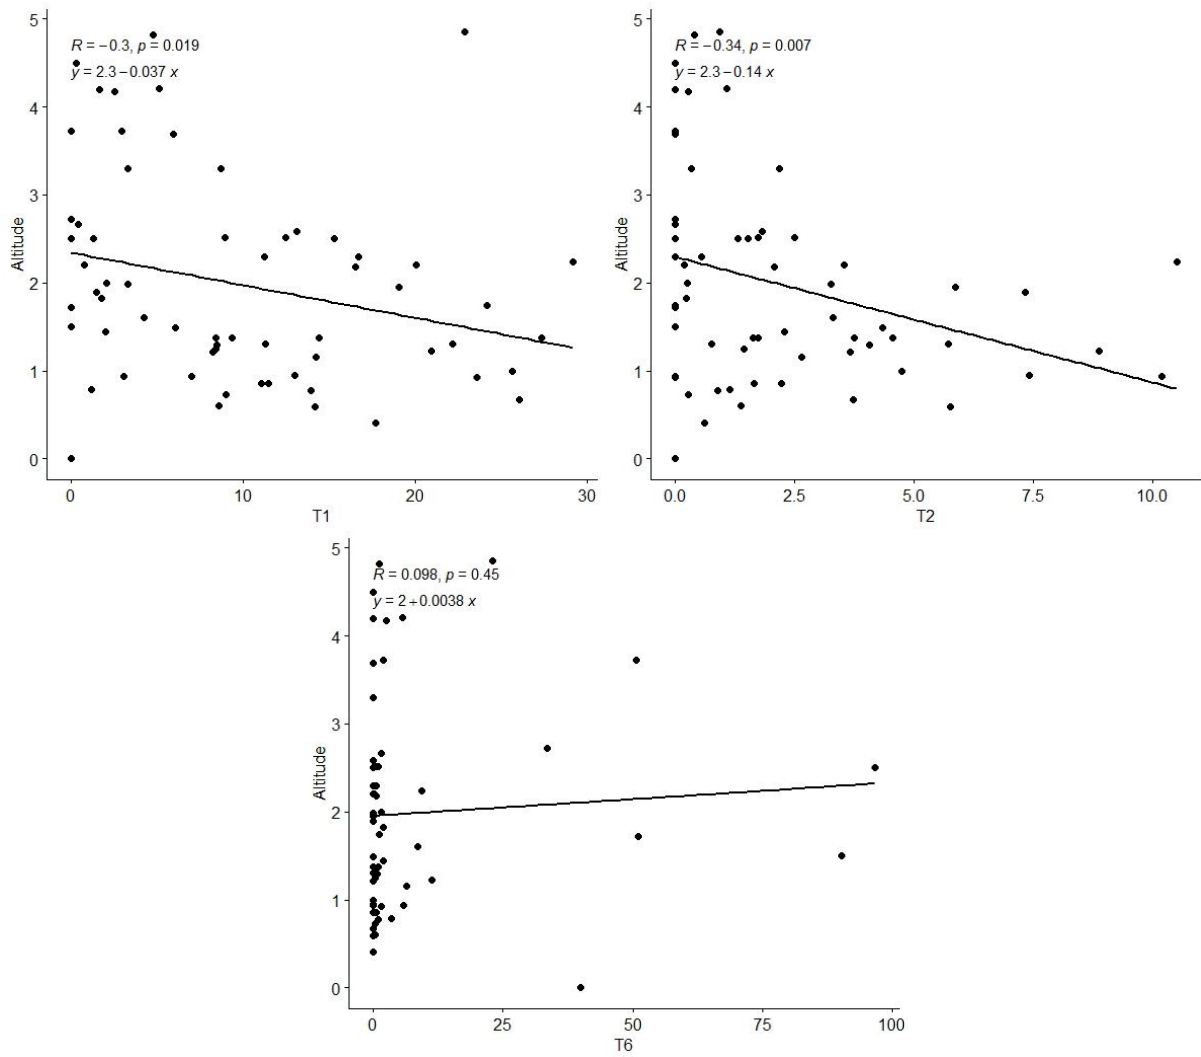 R = −0.3, p = 0.019
y = 2.3 − 0.037 x
Altitude
5
4
3
2
1
0
0 10 20 30
T1
R = −0.34, p = 0.007
y = 2.3 − 0.14 x
Altitude
5
4
3
2
1
0
0.0 2.5 5.0 7.5 10.0
T2
R = 0.098, p = 0.45
y = 2 + 0.0038 x
Altitude
5
4
3
2
1
0
0 25 50 75 100
T6